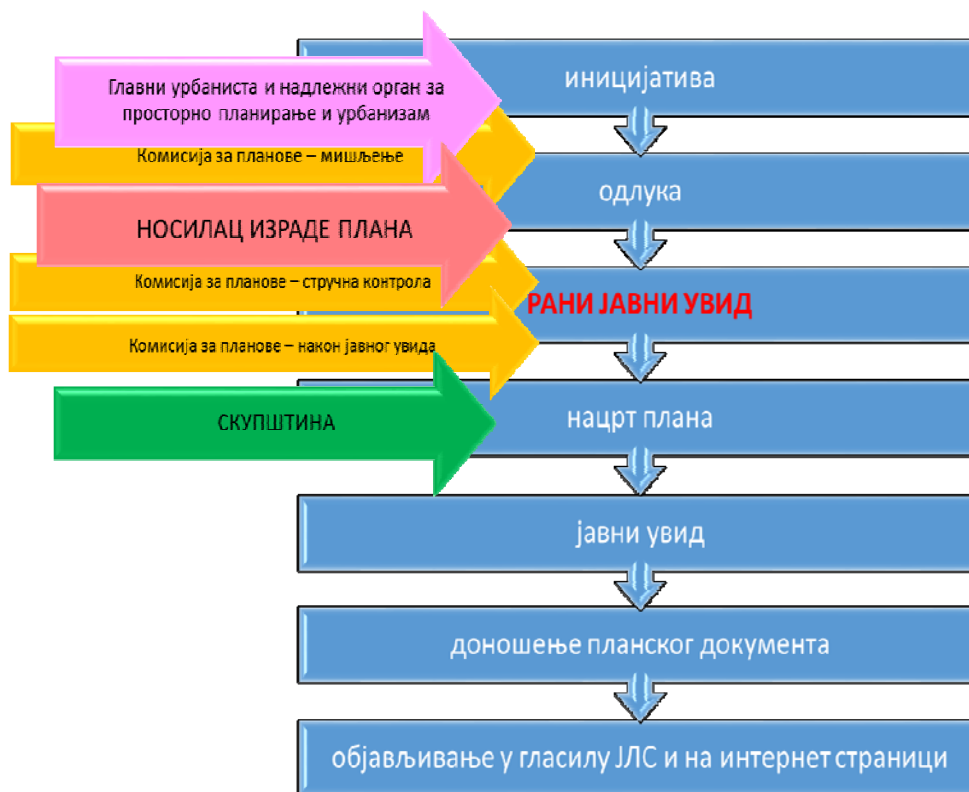 иницијатива
Главни урбаниста и надлежни орган за
просторно планирање и урбанизам
Комисија за планове – мишљење
одлука
НОСИЛАЦ ИЗРАДЕ ПЛАНА
Комисија за планове – стручна контрола
РАНИ ЈАВНИ УВИД
Комисија за планове – након јавног увида
СКУПШТИНА
нацрт плана
јавни увид
доношење планског документа
објављивање у гласилу ЈЛС и на интернет страници